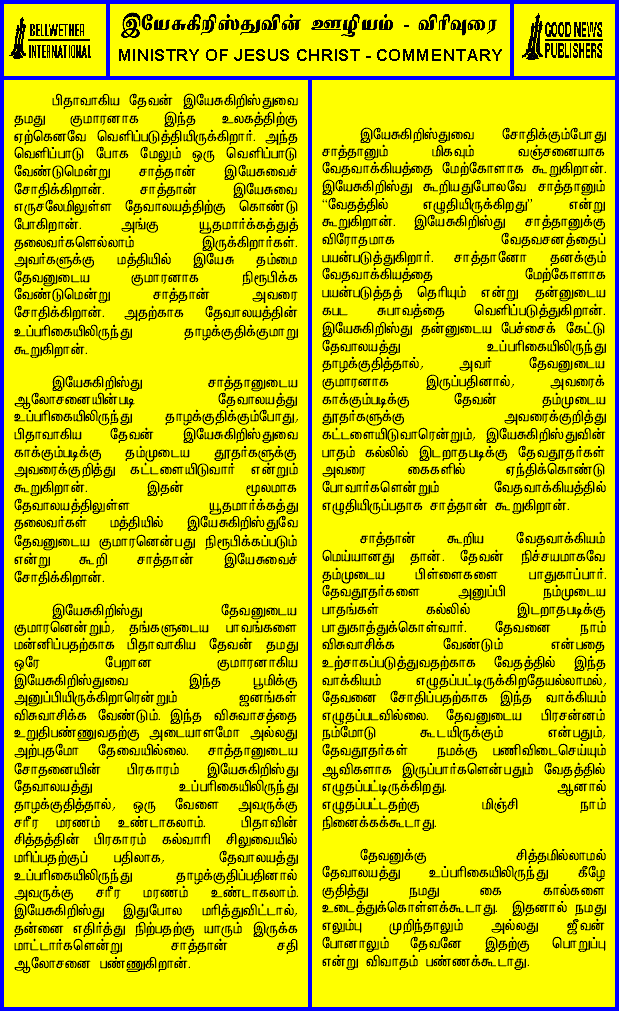 BELLWETHER
INTERNATIONAL
இயேசுகிறிஸ்துவின் ஊழியம் - விரிவுரை
MINISTRY OF JESUS CHRIST - COMMENTARY
GOOD NEWS
PUBLISHERS
பிதாவாகிய தேவன் இயேசுகிறிஸ்துவை
தமது குமாரனாக இந்த உலகத்திற்கு
ஏற்கெனவே வெளிப்படுத்தியிருக்கிறார். அந்த
வெளிப்பாடு போக மேலும் ஒரு வெளிப்பாடு
வேண்டுமென்று சாத்தான் இயேசுவைச்
சோதிக்கிறான். சாத்தான் இயேசுவை
எருசலேமிலுள்ள தேவாலயத்திற்கு கொண்டு
போகிறான். அங்கு யூதமார்க்கத்துத்
தலைவர்களெல்லாம் இருக்கிறார்கள்.
அவர்களுக்கு மத்தியில் இயேசு தம்மை
தேவனுடைய குமாரனாக நிரூபிக்க
வேண்டுமென்று சாத்தான் அவரை
சோதிக்கிறான். அதற்காக தேவாலயத்தின்
உப்பரிகையிலிருந்து தாழக்குதிக்குமாறு
கூறுகிறான்.
இயேசுகிறிஸ்து சாத்தானுடைய
ஆலோசனையின்படி தேவாலயத்து
உப்பரிகையிலிருந்து தாழக்குதிக்கும்போது,
பிதாவாகிய தேவன் இயேசுகிறிஸ்துவை
காக்கும்படிக்கு தம்முடைய தூதர்களுக்கு
அவரைக்குறித்து கட்டளையிடுவார் என்றும்
கூறுகிறான். இதன் மூலமாக
தேவாலயத்திலுள்ள யூதமார்க்கத்து
தலைவர்கள் மத்தியில் இயேசுகிறிஸ்துவே
தேவனுடைய குமாரனென்பது நிரூபிக்கப்படும்
என்று கூறி சாத்தான் இயேசுவைச்
சோதிக்கிறான்.
இயேசுகிறிஸ்து தேவனுடைய
குமாரனென்றும், தங்களுடைய பாவங்களை
மன்னிப்பதற்காக பிதாவாகிய தேவன் தமது
ஒரே பேறான குமாரனாகிய
இயேசுகிறிஸ்துவை இந்த பூமிக்கு
அனுப்பியிருக்கிறாரென்றும் ஜனங்கள்
விசுவாசிக்க வேண்டும். இந்த விசுவாசத்தை
உறுதிபண்ணுவதற்கு அடையாளமோ அல்லது
அற்புதமோ தேவையில்லை. சாத்தானுடைய
சோதனையின் பிரகாரம் இயேசுகிறிஸ்து
தேவாலயத்து உப்பரிகையிலிருந்து
தாழக்குதித்தால், ஒரு வேளை அவருக்கு
சரீர மரணம் உண்டாகலாம். பிதாவின்
சித்தத்தின் பிரகாரம் கல்வாரி சிலுவையில்
மரிப்பதற்குப் பதிலாக, தேவாலயத்து
உப்பரிகையிலிருந்து தாழக்குதிப்பதினால்
அவருக்கு சரீர மரணம் உண்டாகலாம்.
இயேசுகிறிஸ்து இதுபோல மரித்துவிட்டால்,
தன்னை எதிர்த்து நிற்பதற்கு யாரும் இருக்க
மாட்டார்களென்று சாத்தான் சதி
ஆலோசனை பண்ணுகிறான்.
இயேசுகிறிஸ்துவை சோதிக்கும்போது
சாத்தானும் மிகவும் வஞ்சனையாக
வேதவாக்கியத்தை மேற்கோளாக கூறுகிறான்.
இயேசுகிறிஸ்து கூறியதுபோலவே சாத்தானும்
“வேதத்தில் எழுதியிருக்கிறது” என்று
கூறுகிறான். இயேசுகிறிஸ்து சாத்தானுக்கு
விரோதமாக வேதவசனத்தைப்
பயன்படுத்துகிறார். சாத்தானோ தனக்கும்
வேதவாக்கியத்தை மேற்கோளாக
பயன்படுத்தத் தெரியும் என்று தன்னுடைய
கபட சுபாவத்தை வெளிப்படுத்துகிறான்.
இயேசுகிறிஸ்து தன்னுடைய பேச்சைக் கேட்டு
தேவாலயத்து உப்பரிகையிலிருந்து
தாழக்குதித்தால், அவர் தேவனுடைய
குமாரனாக இருப்பதினால், அவரைக்
காக்கும்படிக்கு தேவன் தம்முடைய
தூதர்களுக்கு அவரைக்குறித்து
கட்டளையிடுவாரென்றும், இயேசுகிறிஸ்துவின்
பாதம் கல்லில் இடறாதபடிக்கு தேவதூதர்கள்
அவரை கைகளில் ஏந்திக்கொண்டு
போவார்களென்றும் வேதவாக்கியத்தில்
எழுதியிருப்பதாக சாத்தான் கூறுகிறான்.
சாத்தான் கூறிய வேதவாக்கியம்
மெய்யானது தான். தேவன் நிச்சயமாகவே
தம்முடைய பிள்ளைகளை பாதுகாப்பார்.
தேவதூதர்களை அனுப்பி நம்முடைய
பாதங்கள் கல்லில் இடறாதபடிக்கு
பாதுகாத்துக்கொள்வார். தேவனை நாம்
விசுவாசிக்க வேண்டும் என்பதை
உற்சாகப்படுத்துவதற்காக வேதத்தில் இந்த
வாக்கியம் எழுதப்பட்டிருக்கிறதேயல்லாமல்,
தேவனை சோதிப்பதற்காக இந்த வாக்கியம்
எழுதப்படவில்லை. தேவனுடைய பிரசன்னம்
நம்மோடு கூடயிருக்கும் என்பதும்,
தேவதூதர்கள் நமக்கு பணிவிடைசெய்யும்
ஆவிகளாக இருப்பார்களென்பதும் வேதத்தில்
எழுதப்பட்டிருக்கிறது. ஆனால்
எழுதப்பட்டதற்கு மிஞ்சி நாம்
நினைக்கக்கூடாது.
தேவனுக்கு சித்தமில்லாமல்
தேவாலயத்து உப்பரிகையிலிருந்து கீழே
குதித்து நமது கை கால்களை
உடைத்துக்கொள்ளக்கூடாது. இதனால் நமது
எலும்பு முறிந்தாலும் அல்லது ஜீவன்
போனாலும் தேவனே இதற்கு பொறுப்பு
என்று விவாதம் பண்ணக்கூடாது.